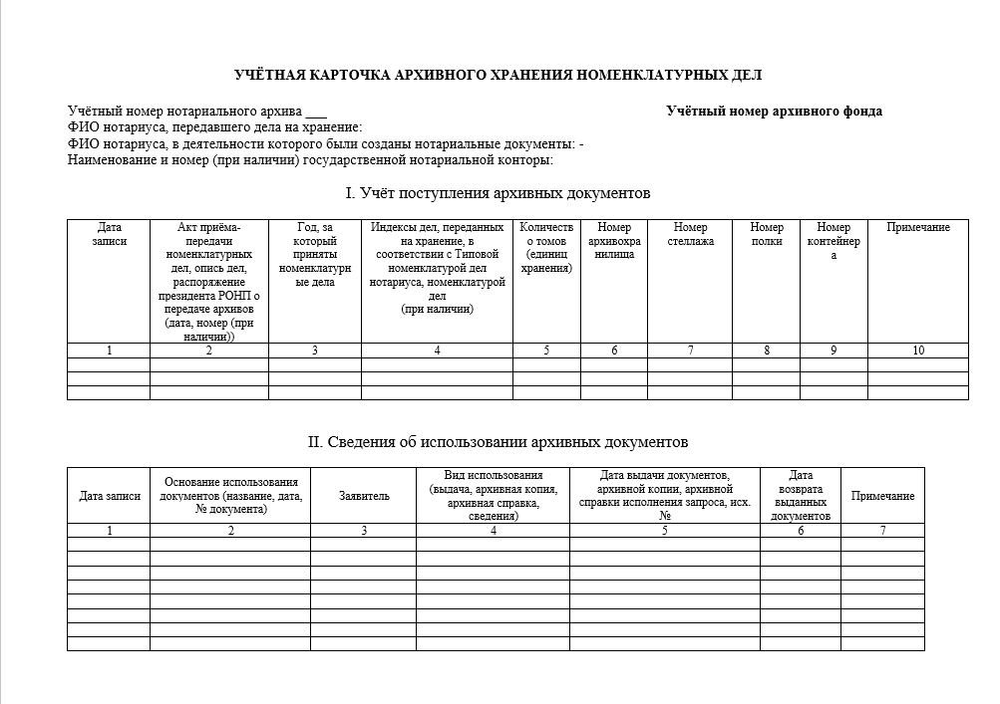 УЧЁТНАЯ КАРТОЧКА АРХИВНОГО ХРАНЕНИЯ НОМЕНКЛАТУРНЫХ ДЕЛ
Учётный номер нотариального архива ___
Учётный номер архивного фонда
ФИО нотариуса, передавшего дела на хранение:
ФИО нотариуса, в деятельности которого были созданы нотариальные документы: -
Наименование и номер (при наличии) государственной нотариальной конторы:
I. Учёт поступления архивных документов
Дата
записи
Акт приёма-
передачи
номенклатурных
дел, опись дел,
распоряжение
президента РОНП о
передаче архивов
(дата, номер (при
наличии))
Год, за
который
приняты
номенклатурн
ые дела
Индексы дел, переданных
на хранение, в
соответствии с Типовой
номенклатурой дел
нотариуса, номенклатурой
дел
(при наличии)
Количеств
о томов
(единиц
хранения)
Номер
архивохра
нилища
Номер
стеллажа
Номер
полки
Номер
контейнер
а
Примечание
1 2 3 4 5 6 7 8 9 10
II. Сведения об использовании архивных документов
Дата записи
Основание использования
документов (название, дата,
№ документа)
Заявитель
Вид использования
(выдача, архивная копия,
архивная справка,
сведения)
Дата выдачи документов,
архивной копии, архивной
справки исполнения запроса, исх.
№
Дата
возврата
выданных
документов
Примечание
1 2 3 4 5 6 7